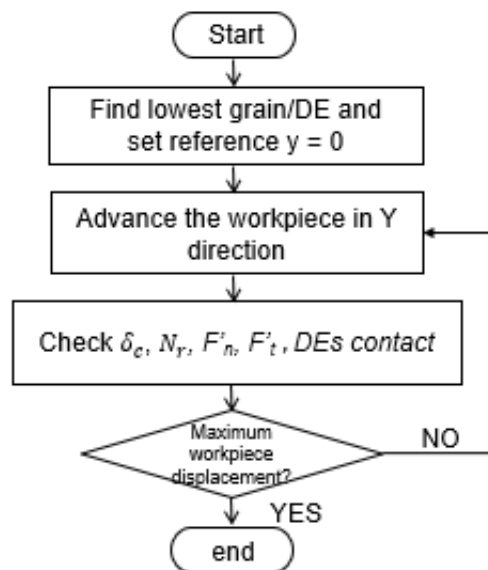 Start
Find lowest grain/DE and
set reference y = 0
Advance the workpiece in Y
direction
Check δ꜀, Nᵣ, F'ₙ, F'ₜ, DEs contact
Maximum
workpiece
displacement?
NO
YES
end